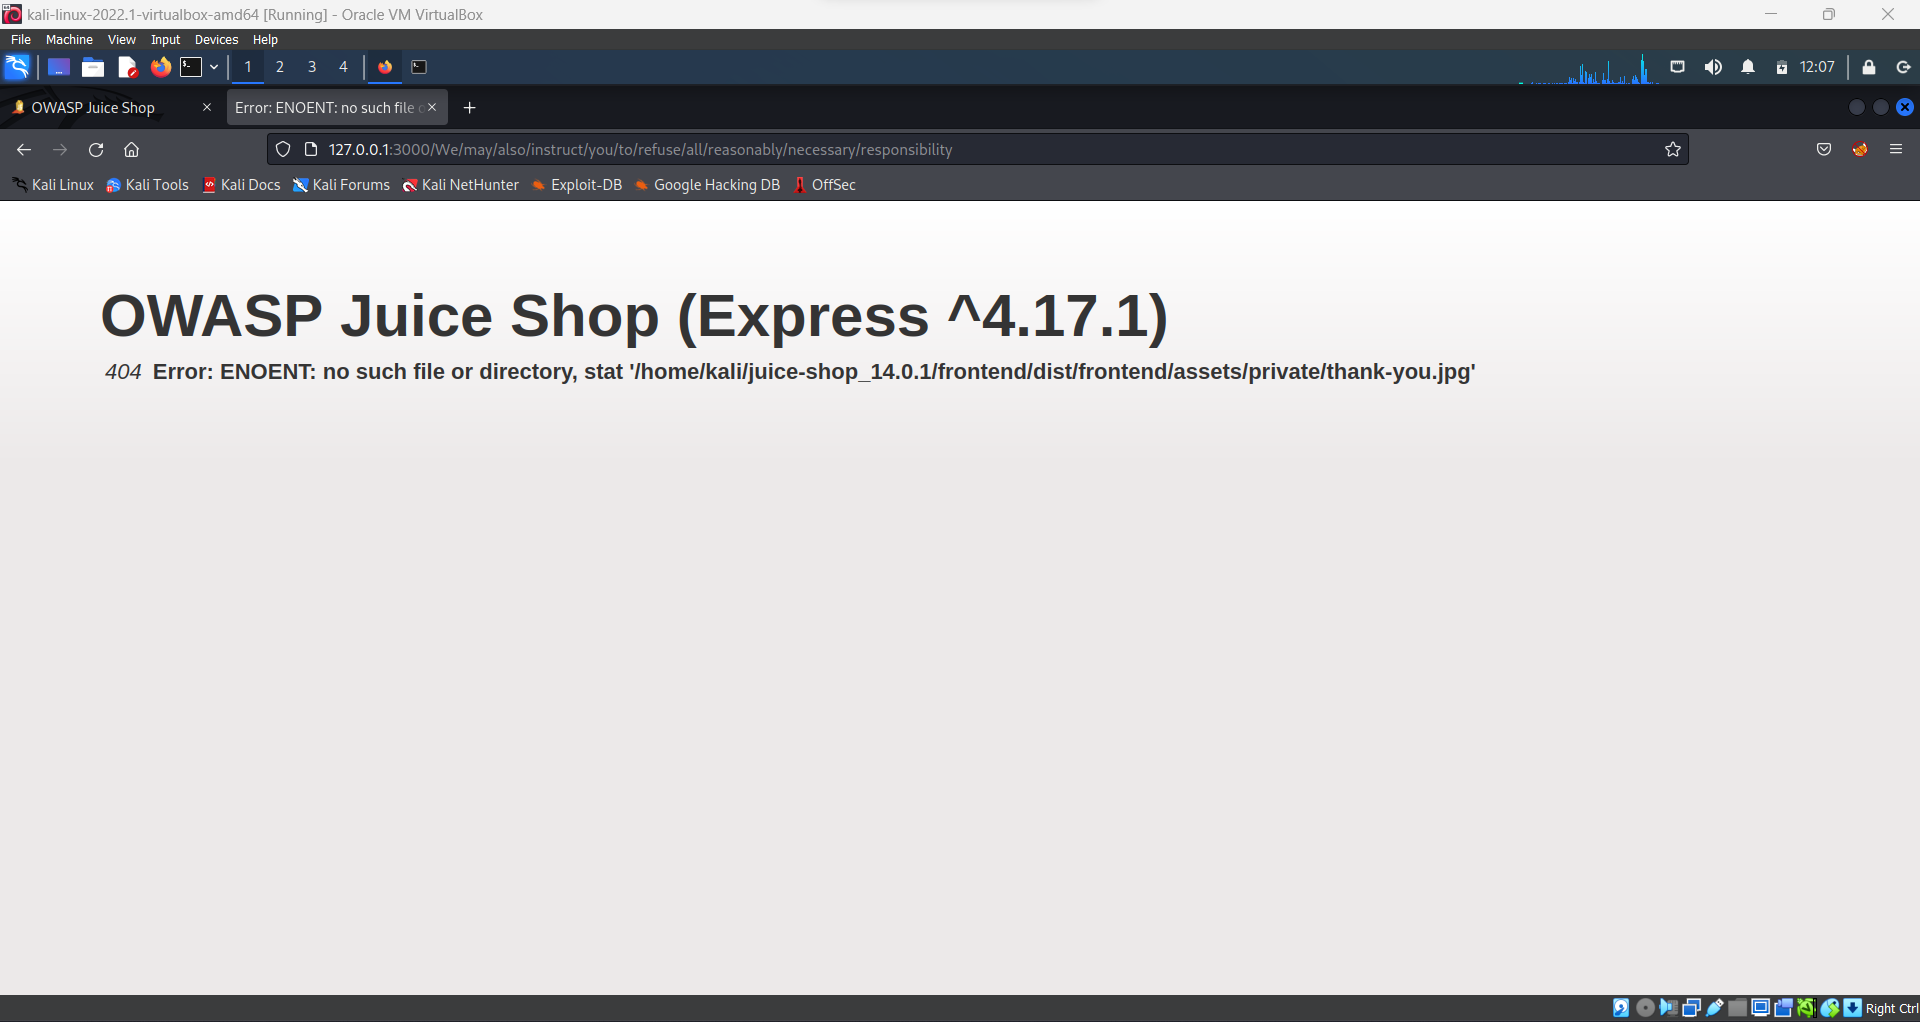 kali-linux-2022.1-virtualbox-amd64 [Running] - Oracle VM VirtualBox
File Machine View Input Devices Help
1 2 3 4 12:07
OWASP Juice Shop Error: ENOENT: no such file
127.0.0.1:3000/We/may/also/instruct/you/to/refuse/all/reasonably/necessary/responsibility
Kali Linux Kali Tools Kali Docs Kali Forums Kali NetHunter Exploit-DB Google Hacking DB OffSec
OWASP Juice Shop (Express ^4.17.1)
404 Error: ENOENT: no such file or directory, stat '/home/kali/juice-shop_14.0.1/frontend/dist/frontend/assets/private/thank-you.jpg'
Right Ctrl